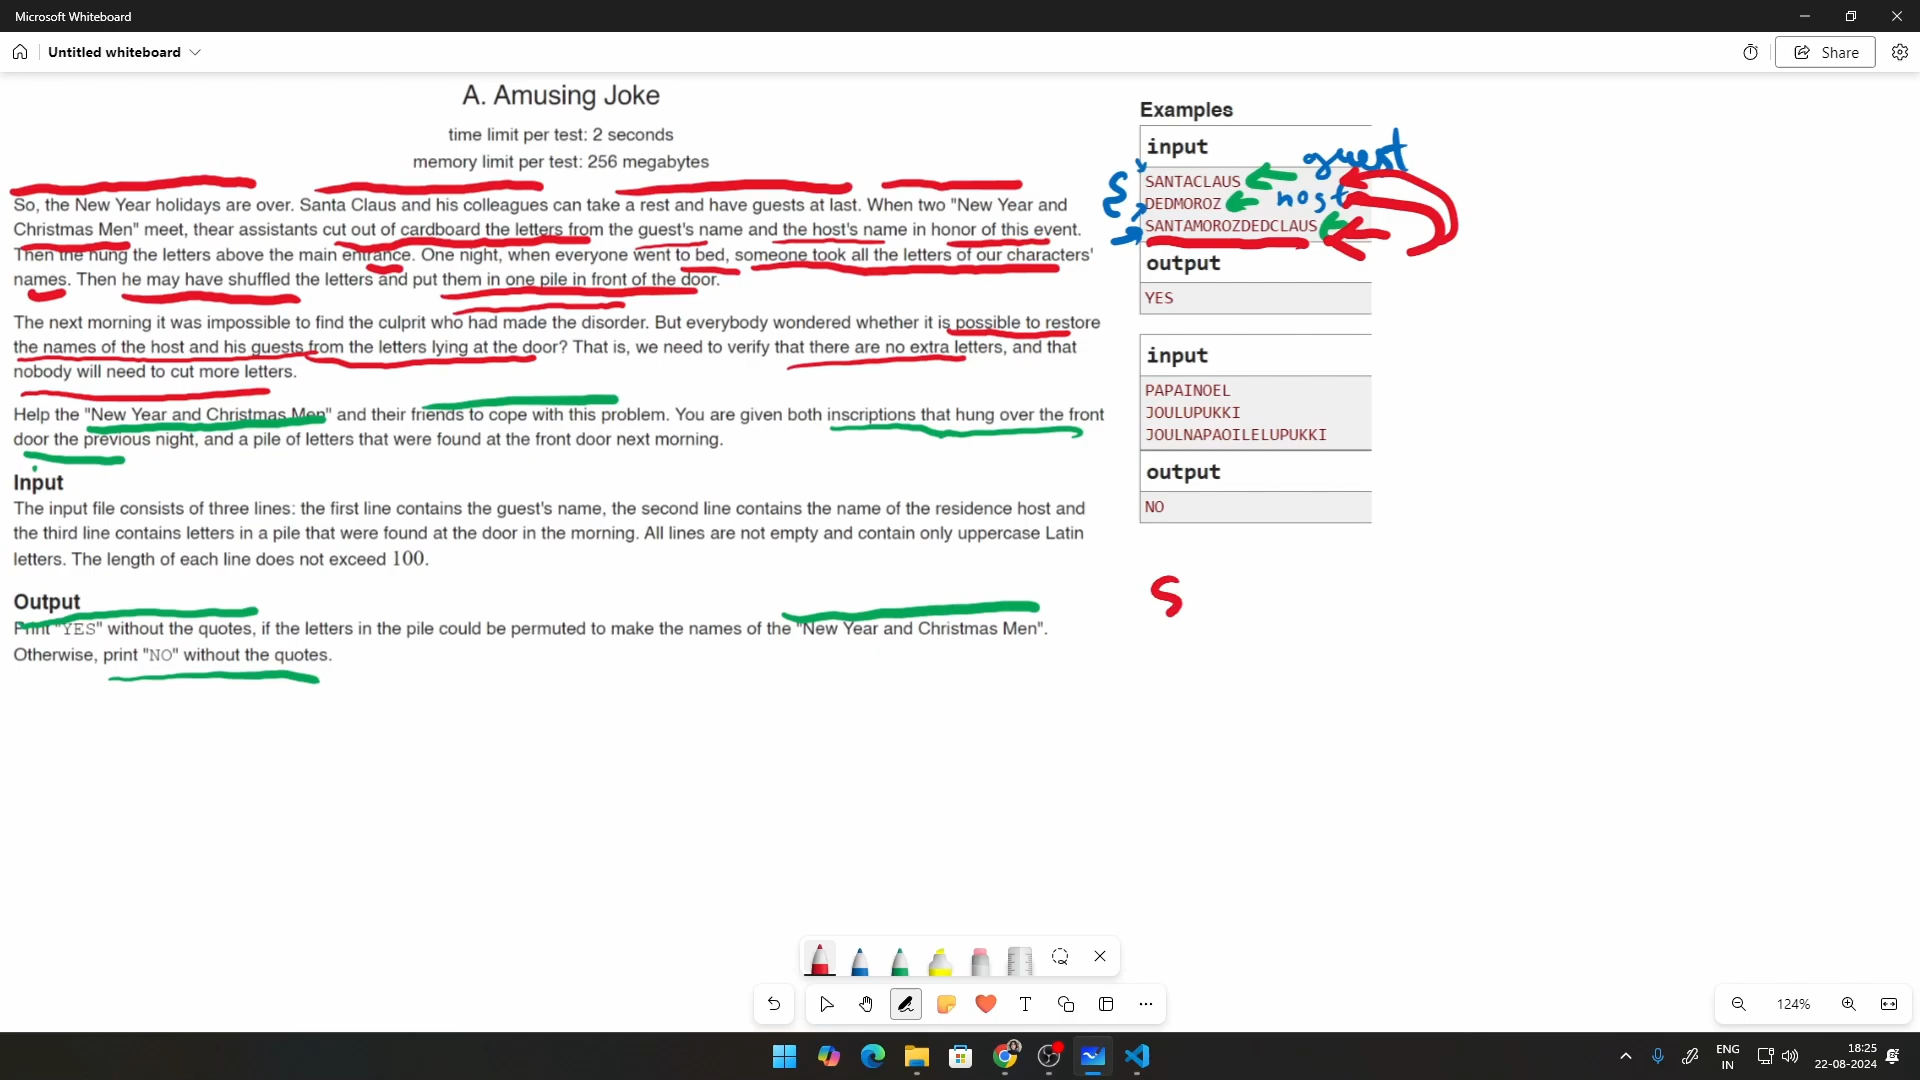 Microsoft Whiteboard
Untitled whiteboard
Share
A. Amusing Joke
time limit per test: 2 seconds
memory limit per test: 256 megabytes
So, the New Year holidays are over. Santa Claus and his colleagues can take a rest and have guests at last. When two "New Year and
Christmas Men" meet, thear assistants cut out of cardboard the letters from the guest's name and the host's name in honor of this event.
Then the hung the letters above the main entrance. One night, when everyone went to bed, someone took all the letters of our characters'
names. Then he may have shuffled the letters and put them in one pile in front of the door.
The next morning it was impossible to find the culprit who had made the disorder. But everybody wondered whether it is possible to restore
the names of the host and his guests from the letters lying at the door? That is, we need to verify that there are no extra letters, and that
nobody will need to cut more letters.
Help the "New Year and Christmas Men" and their friends to cope with this problem. You are given both inscriptions that hung over the front
door the previous night, and a pile of letters that were found at the front door next morning.
Input
The input file consists of three lines: the first line contains the guest's name, the second line contains the name of the residence host and
the third line contains letters in a pile that were found at the door in the morning. All lines are not empty and contain only uppercase Latin
letters. The length of each line does not exceed 100.
Output
Print "YES" without the quotes, if the letters in the pile could be permuted to make the names of the "New Year and Christmas Men".
Otherwise, print "NO" without the quotes.
Examples
input
guest
SANTACLAUS
DEDMOROZ
host
SANTAMOROZDEDCLAUS
output
YES
input
PAPAINOEL
JOULUPUKKI
JOULNAPAOILELUPUKKI
output
NO
S
124%
ENG
IN
18:25
22-08-2024